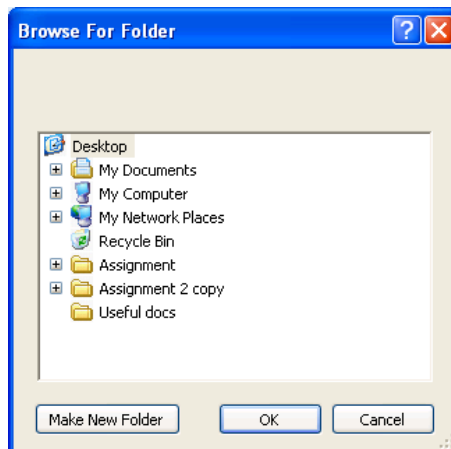 Browse For Folder
Desktop
My Documents
My Computer
My Network Places
Recycle Bin
Assignment
Assignment 2 copy
Useful docs
Make New Folder OK Cancel